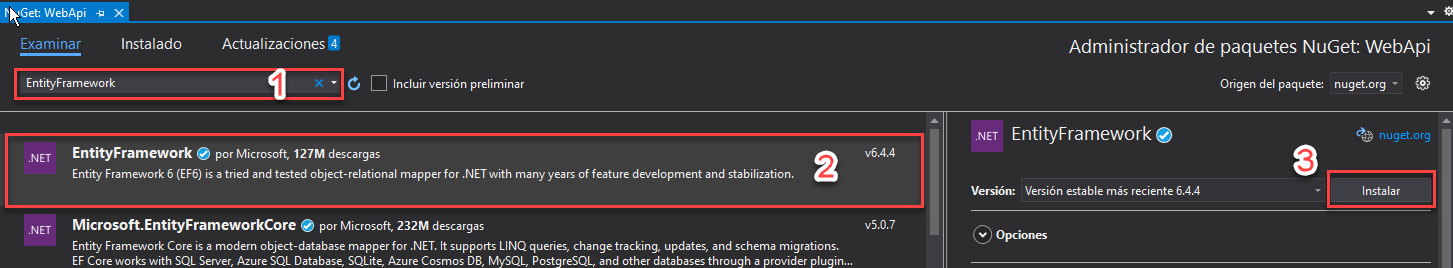 NuGet: WebApi
Examinar Instalado Actualizaciones 4
Administrador de paquetes NuGet: WebApi
EntityFramework 1 Incluir versión preliminar
Origen del paquete: nuget.org
.NET EntityFramework por Microsoft, 127M descargas v6.4.4
Entity Framework 6 (EF6) is a tried and tested object-relational mapper for .NET with many years of feature development and stabilization.
2
.NET Microsoft.EntityFrameworkCore por Microsoft, 232M descargas v5.0.7
Entity Framework Core is a modern object-database mapper for .NET. It supports LINQ queries, change tracking, updates, and schema migrations.
EF Core works with SQL Server, Azure SQL Database, SQLite, Azure Cosmos DB, MySQL, PostgreSQL, and other databases through a provider plugin...
.NET EntityFramework nuget.org
3
Versión: Versión estable más reciente 6.4.4 Instalar
Opciones